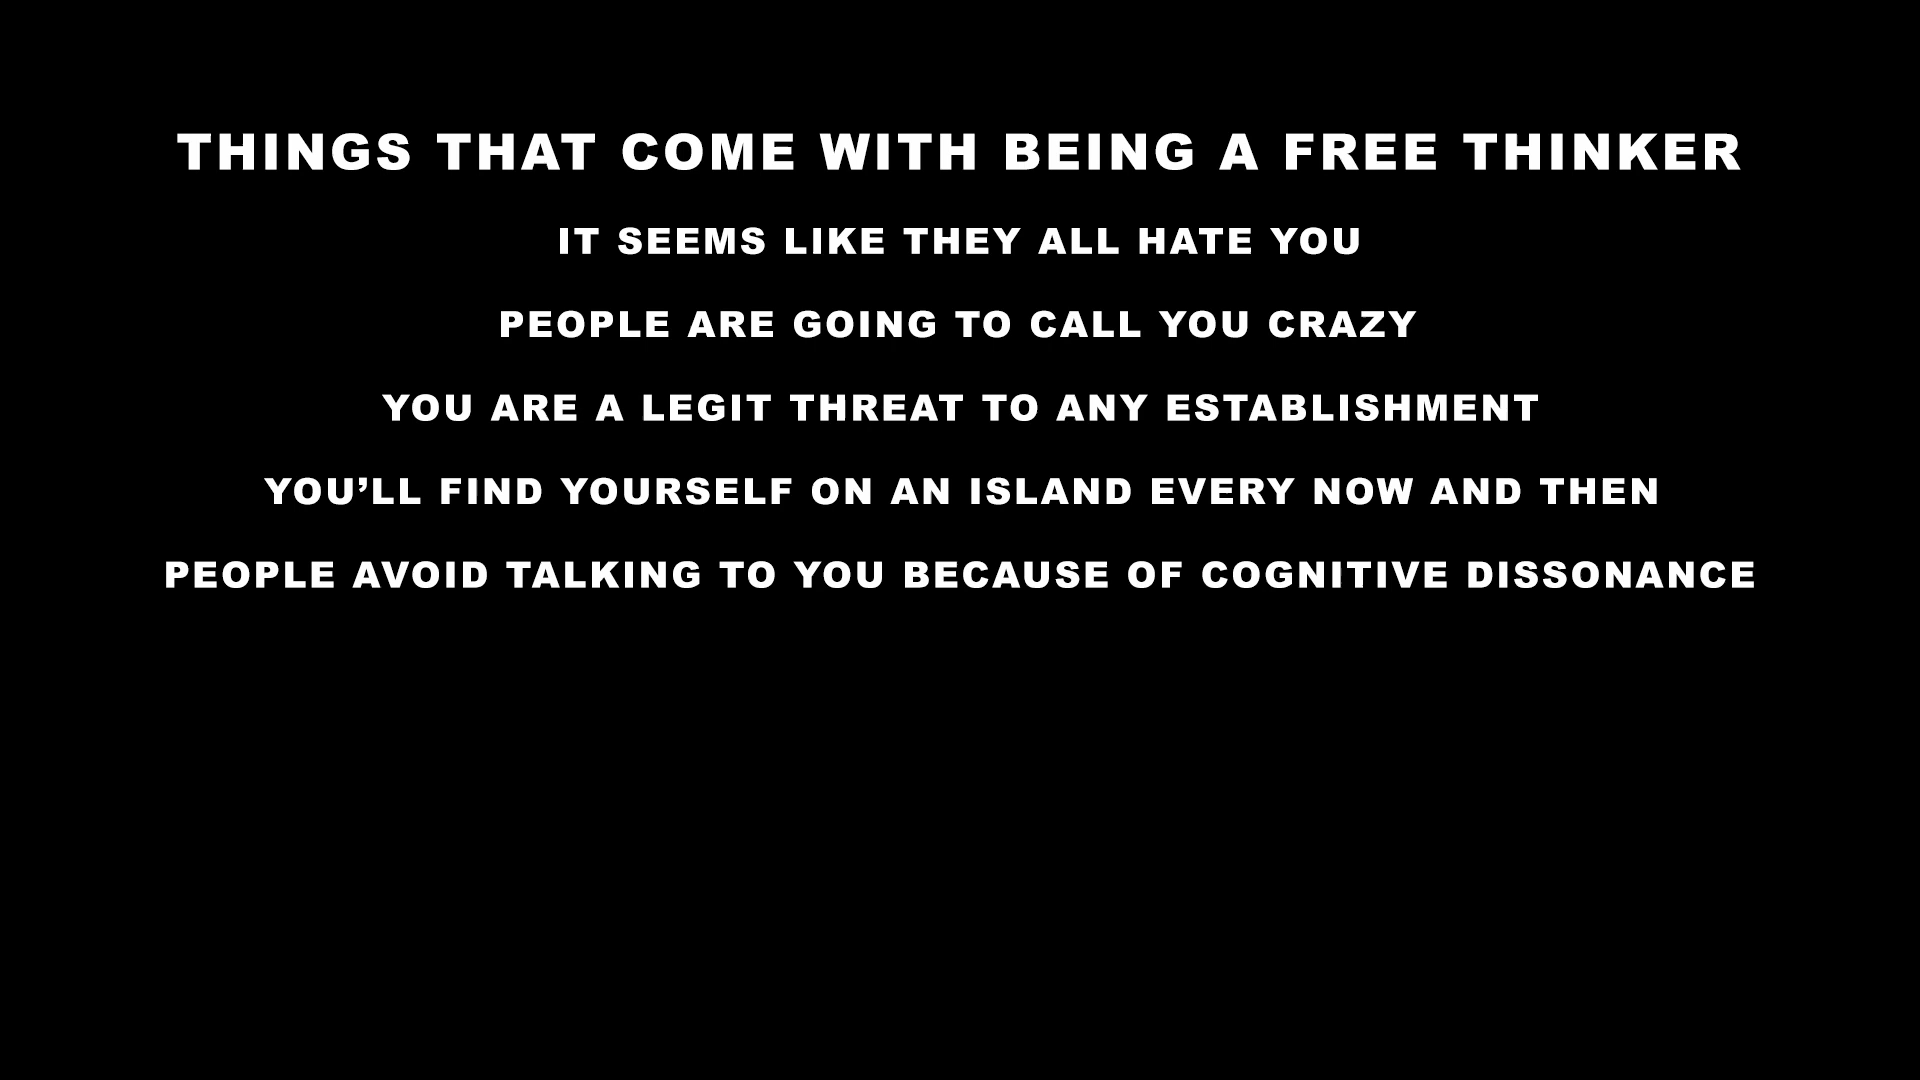 THINGS THAT COME WITH BEING A FREE THINKER
IT SEEMS LIKE THEY ALL HATE YOU
PEOPLE ARE GOING TO CALL YOU CRAZY
YOU ARE A LEGIT THREAT TO ANY ESTABLISHMENT
YOU’LL FIND YOURSELF ON AN ISLAND EVERY NOW AND THEN
PEOPLE AVOID TALKING TO YOU BECAUSE OF COGNITIVE DISSONANCE